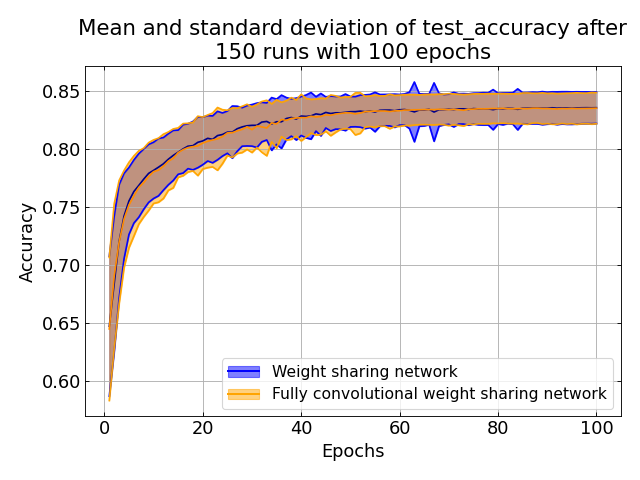 Mean and standard deviation of test_accuracy after
150 runs with 100 epochs
0.85
0.80
0.75
0.70
0.65
0.60
Accuracy
0
20
40
60
80
100
Epochs
Weight sharing network
Fully convolutional weight sharing network